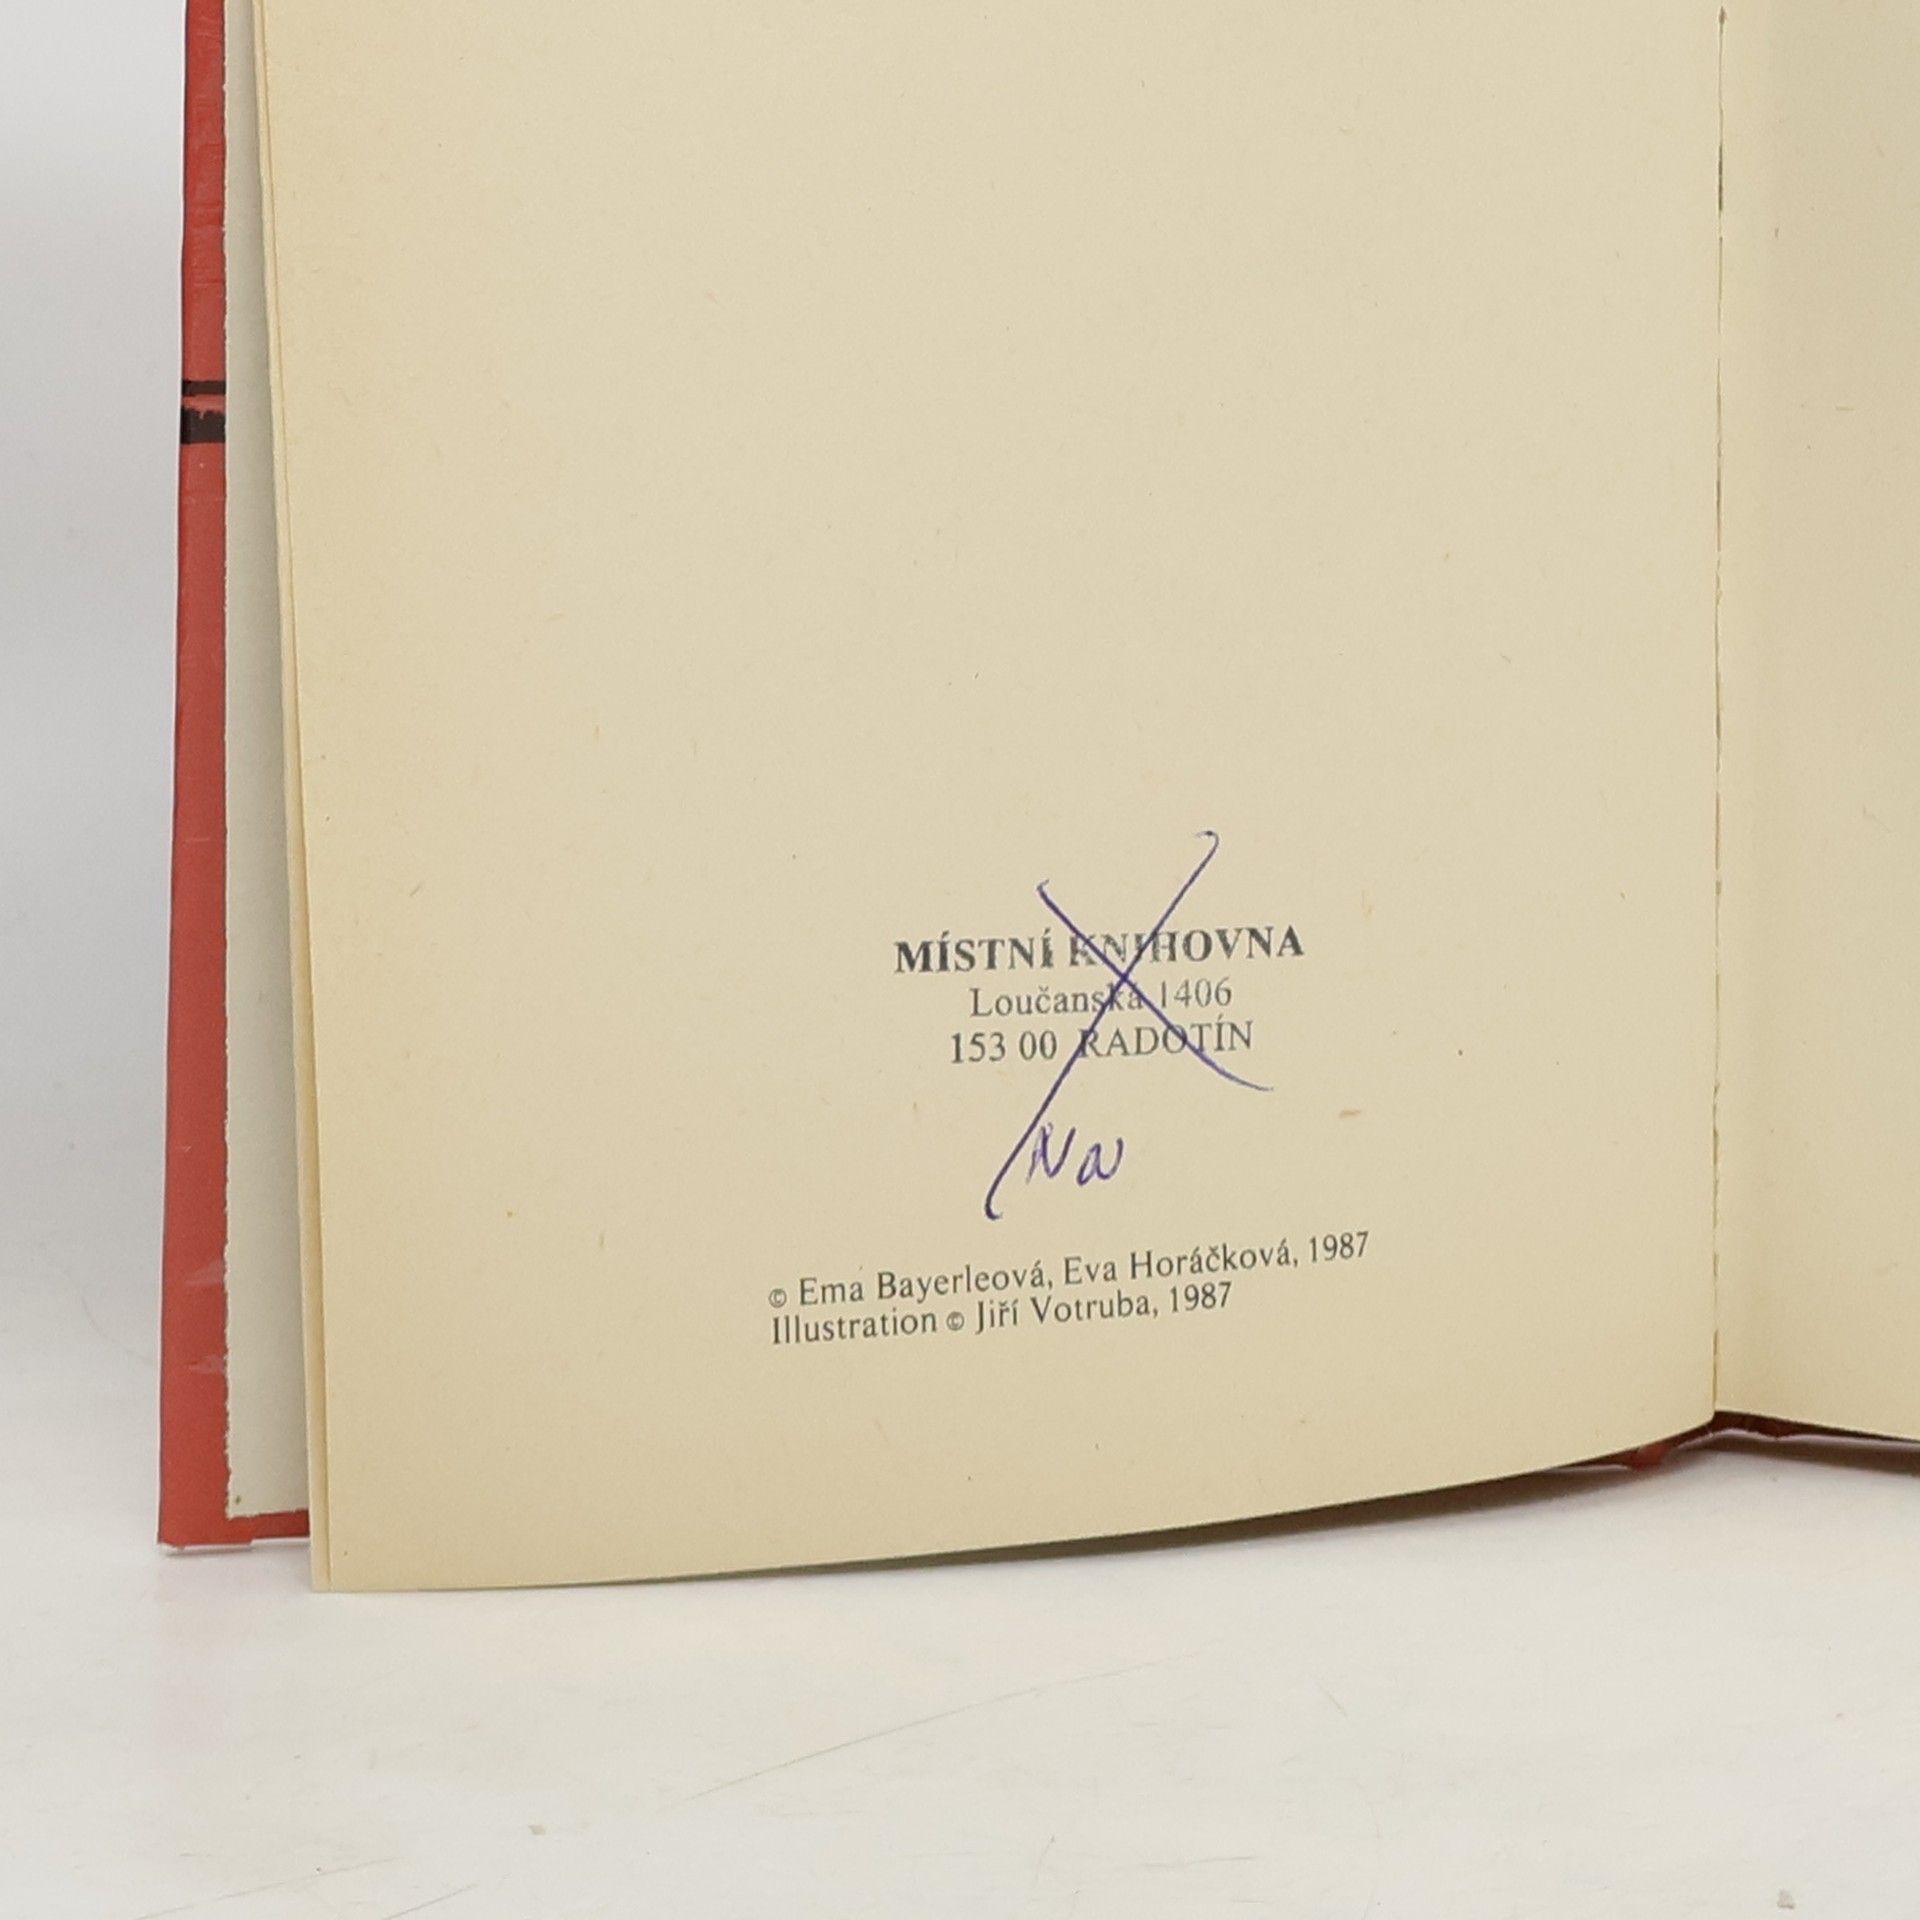 MÍSTNÍ KNIHOVNA
Loučanská 1406
153 00 RADOTÍN
© Ema Bayerleová, Eva Horáčková, 1987
Illustration © Jiří Votruba, 1987